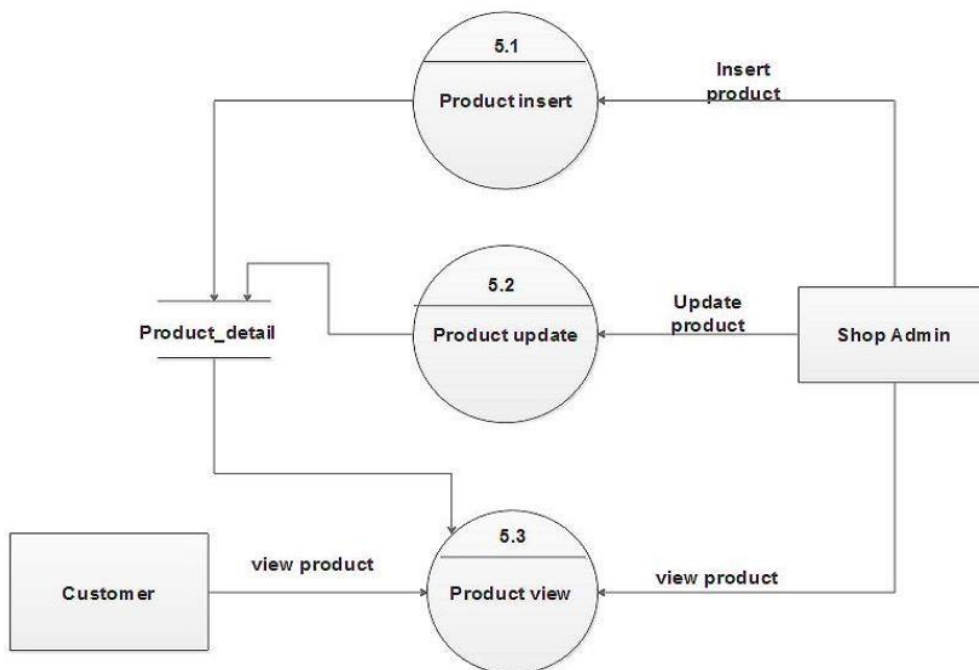 5.1
Product insert
Insert
product
5.2
Product update
Update
product
Shop Admin
Product_detail
5.3
Product view
view product
Customer
view product